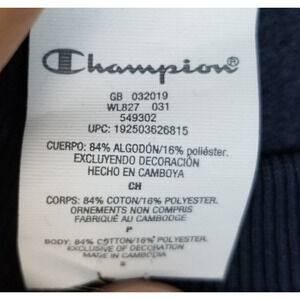 Champion
GB 032019
WL827 031
549302
UPC: 192503626815
CUERPO: 84% ALGODÓN/16% poliéster.
EXCLUYENDO DECORACIÓN
HECHO EN CAMBOYA
CH
CORPS: 84% COTON/16% POLYESTER.
ORNEMENTS NON COMPRIS
FABRIQUÉ AU CAMBODGE
P
BODY: 84% COTTON/16% POLYESTER.
EXCLUSIVE OF DECORATION
MADE IN CAMBODIA